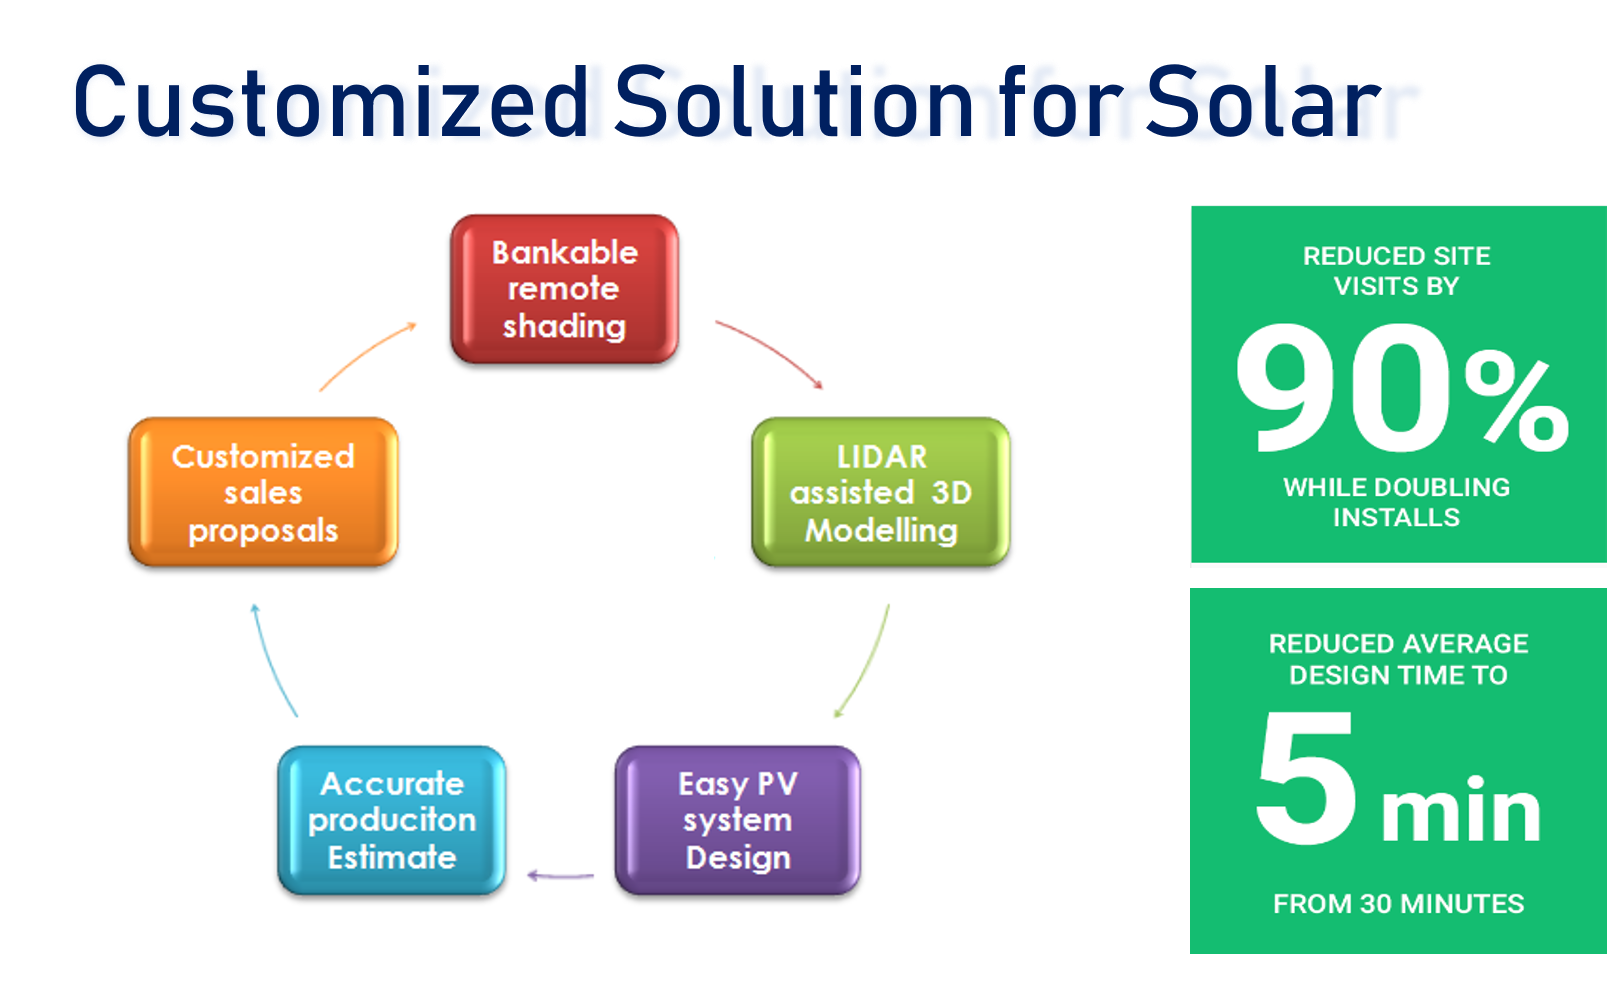 Customized Solution for Solar
Bankable
remote
shading
LIDAR
assisted 3D
Modelling
Easy PV
system
Design
Accurate
produciton
Estimate
Customized
sales
proposals
REDUCED SITE
VISITS BY
90%
WHILE DOUBLING
INSTALLS
REDUCED AVERAGE
DESIGN TIME TO
5 min
FROM 30 MINUTES